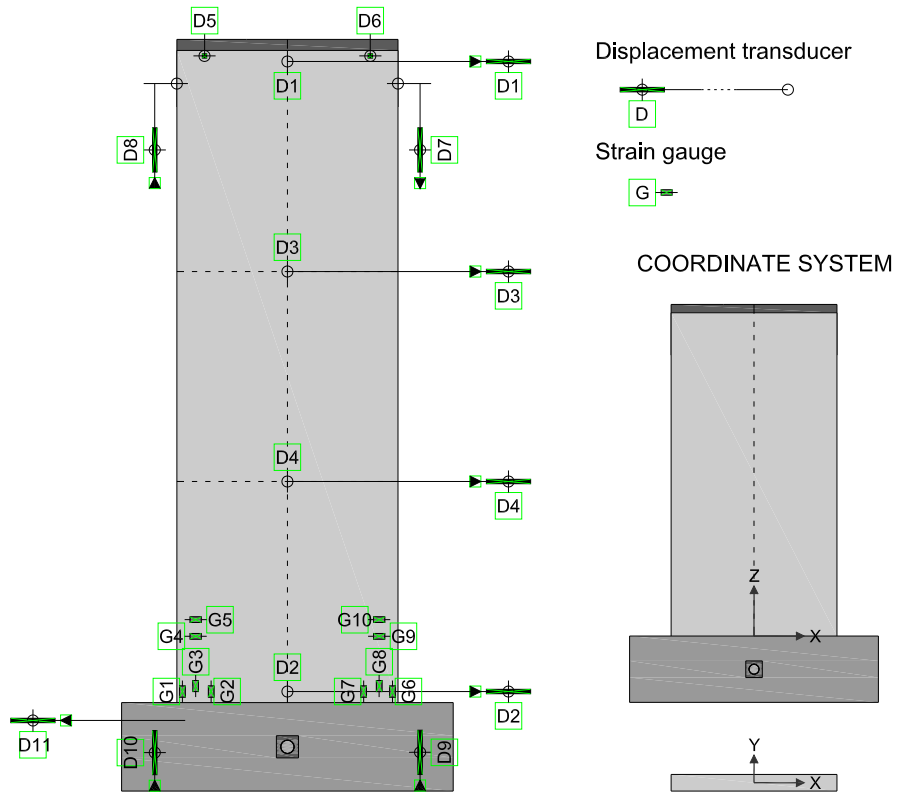 D5
D6
Displacement transducer
D1
D1
D
D8
D7
Strain gauge
G
D3
COORDINATE SYSTEM
D3
D4
D4
Z
G5
G10
G4
G9
X
G3
G8
D2
G1
G2
G7
G6
D2
D11
D10
D9
Y
X